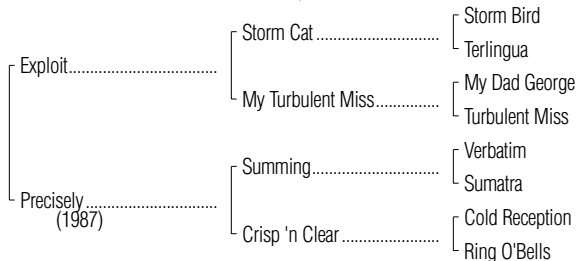 Storm Bird
Storm Cat
Terlingua
Exploit
My Dad George
My Turbulent Miss
Turbulent Miss
Verbatim
Summing
Sumatra
Precisely
(1987)
Cold Reception
Crisp 'n Clear
Ring O'Bells